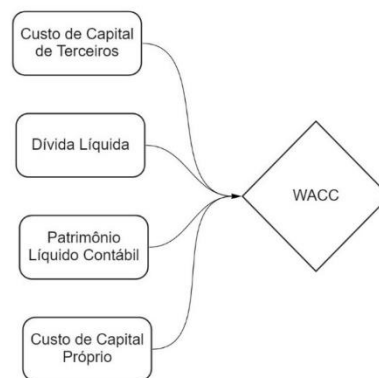 Custo de Capital
de Terceiros
Dívida Líquida
WACC
Patrimônio
Líquido Contábil
Custo de Capital
Próprio